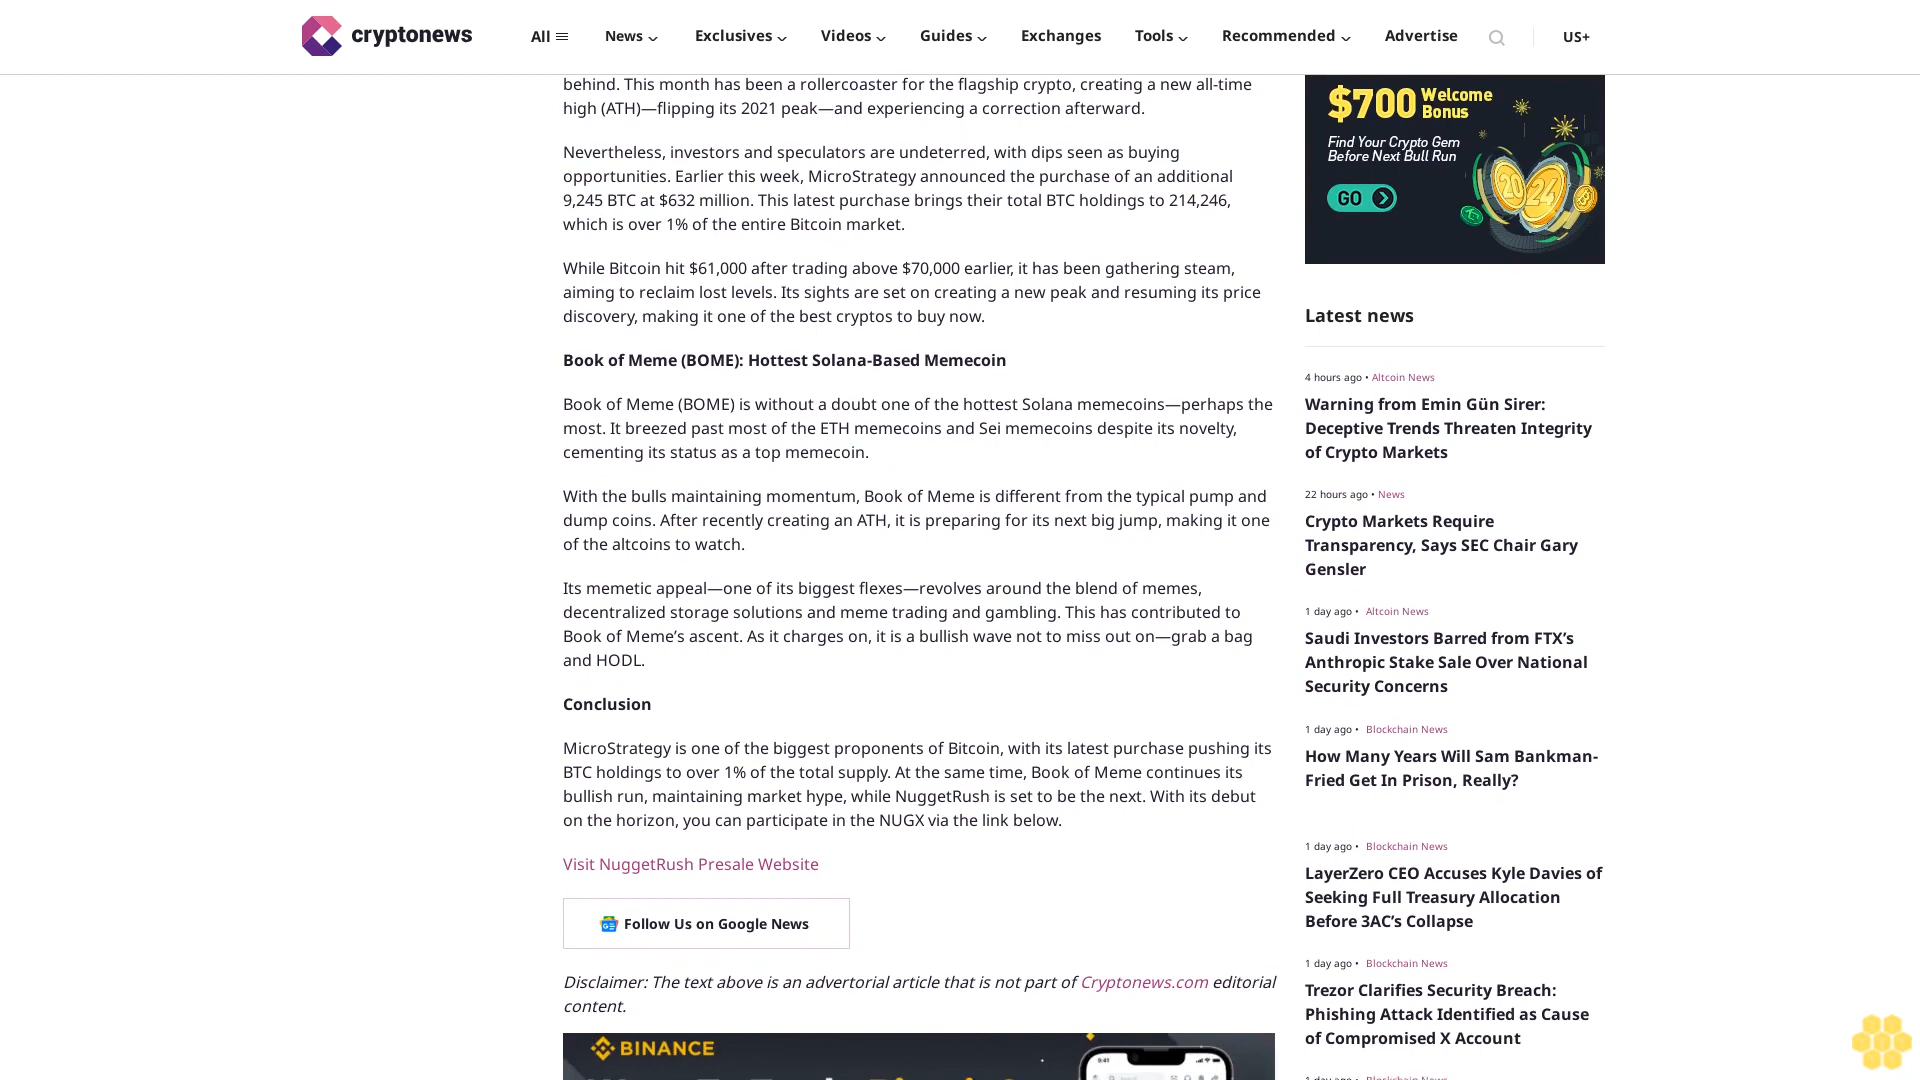 cryptonews
All
News
Exclusives
Videos
Guides
Exchanges
Tools
Recommended
Advertise
US+
behind. This month has been a rollercoaster for the flagship crypto, creating a new all-time
high (ATH)—flipping its 2021 peak—and experiencing a correction afterward.
Nevertheless, investors and speculators are undeterred, with dips seen as buying
opportunities. Earlier this week, MicroStrategy announced the purchase of an additional
9,245 BTC at $632 million. This latest purchase brings their total BTC holdings to 214,246,
which is over 1% of the entire Bitcoin market.
While Bitcoin hit $61,000 after trading above $70,000 earlier, it has been gathering steam,
aiming to reclaim lost levels. Its sights are set on creating a new peak and resuming its price
discovery, making it one of the best cryptos to buy now.
Book of Meme (BOME): Hottest Solana-Based Memecoin
Book of Meme (BOME) is without a doubt one of the hottest Solana memecoins—perhaps the
most. It breezed past most of the ETH memecoins and Sei memecoins despite its novelty,
cementing its status as a top memecoin.
With the bulls maintaining momentum, Book of Meme is different from the typical pump and
dump coins. After recently creating an ATH, it is preparing for its next big jump, making it one
of the altcoins to watch.
Its memetic appeal—one of its biggest flexes—revolves around the blend of memes,
decentralized storage solutions and meme trading and gambling. This has contributed to
Book of Meme’s ascent. As it charges on, it is a bullish wave not to miss out on—grab a bag
and HODL.
Conclusion
MicroStrategy is one of the biggest proponents of Bitcoin, with its latest purchase pushing its
BTC holdings to over 1% of the total supply. At the same time, Book of Meme continues its
bullish run, maintaining market hype, while NuggetRush is set to be the next. With its debut
on the horizon, you can participate in the NUGX via the link below.
Visit NuggetRush Presale Website
Follow Us on Google News
Disclaimer: The text above is an advertorial article that is not part of Cryptonews.com editorial
content.
BINANCE
9:41
$700 Welcome
Bonus
Find Your Crypto Gem
Before Next Bull Run
GO
20 24
Latest news
4 hours ago • Altcoin News
Warning from Emin Gün Sirer:
Deceptive Trends Threaten Integrity
of Crypto Markets
22 hours ago • News
Crypto Markets Require
Transparency, Says SEC Chair Gary
Gensler
1 day ago • Altcoin News
Saudi Investors Barred from FTX’s
Anthropic Stake Sale Over National
Security Concerns
1 day ago • Blockchain News
How Many Years Will Sam Bankman-
Fried Get In Prison, Really?
1 day ago • Blockchain News
LayerZero CEO Accuses Kyle Davies of
Seeking Full Treasury Allocation
Before 3AC’s Collapse
1 day ago • Blockchain News
Trezor Clarifies Security Breach:
Phishing Attack Identified as Cause
of Compromised X Account
1 day ago • Blockchain News